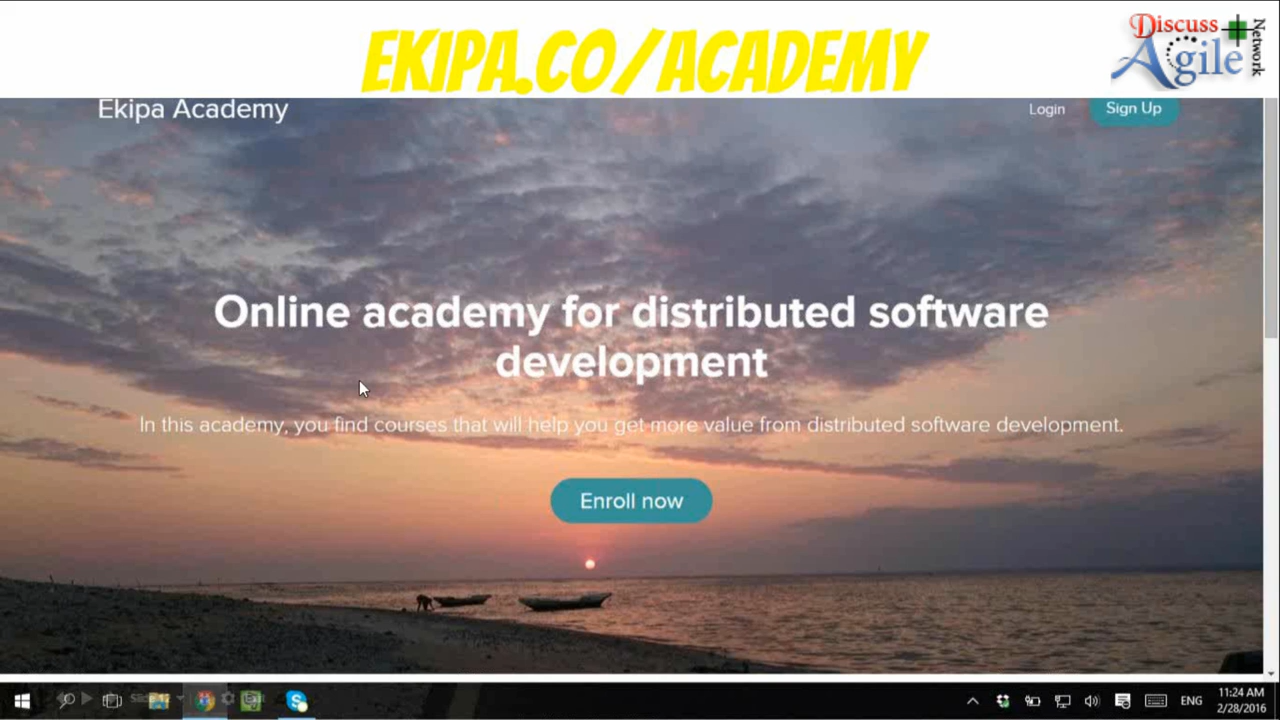 EKIPA.CO/ACADEMY
Discuss
Agile
Network
Ekipa Academy
Login
Sign Up
Online academy for distributed software
development
In this academy, you find courses that will help you get more value from distributed software development.
Enroll now
ENG
11:24 AM
2/28/2016